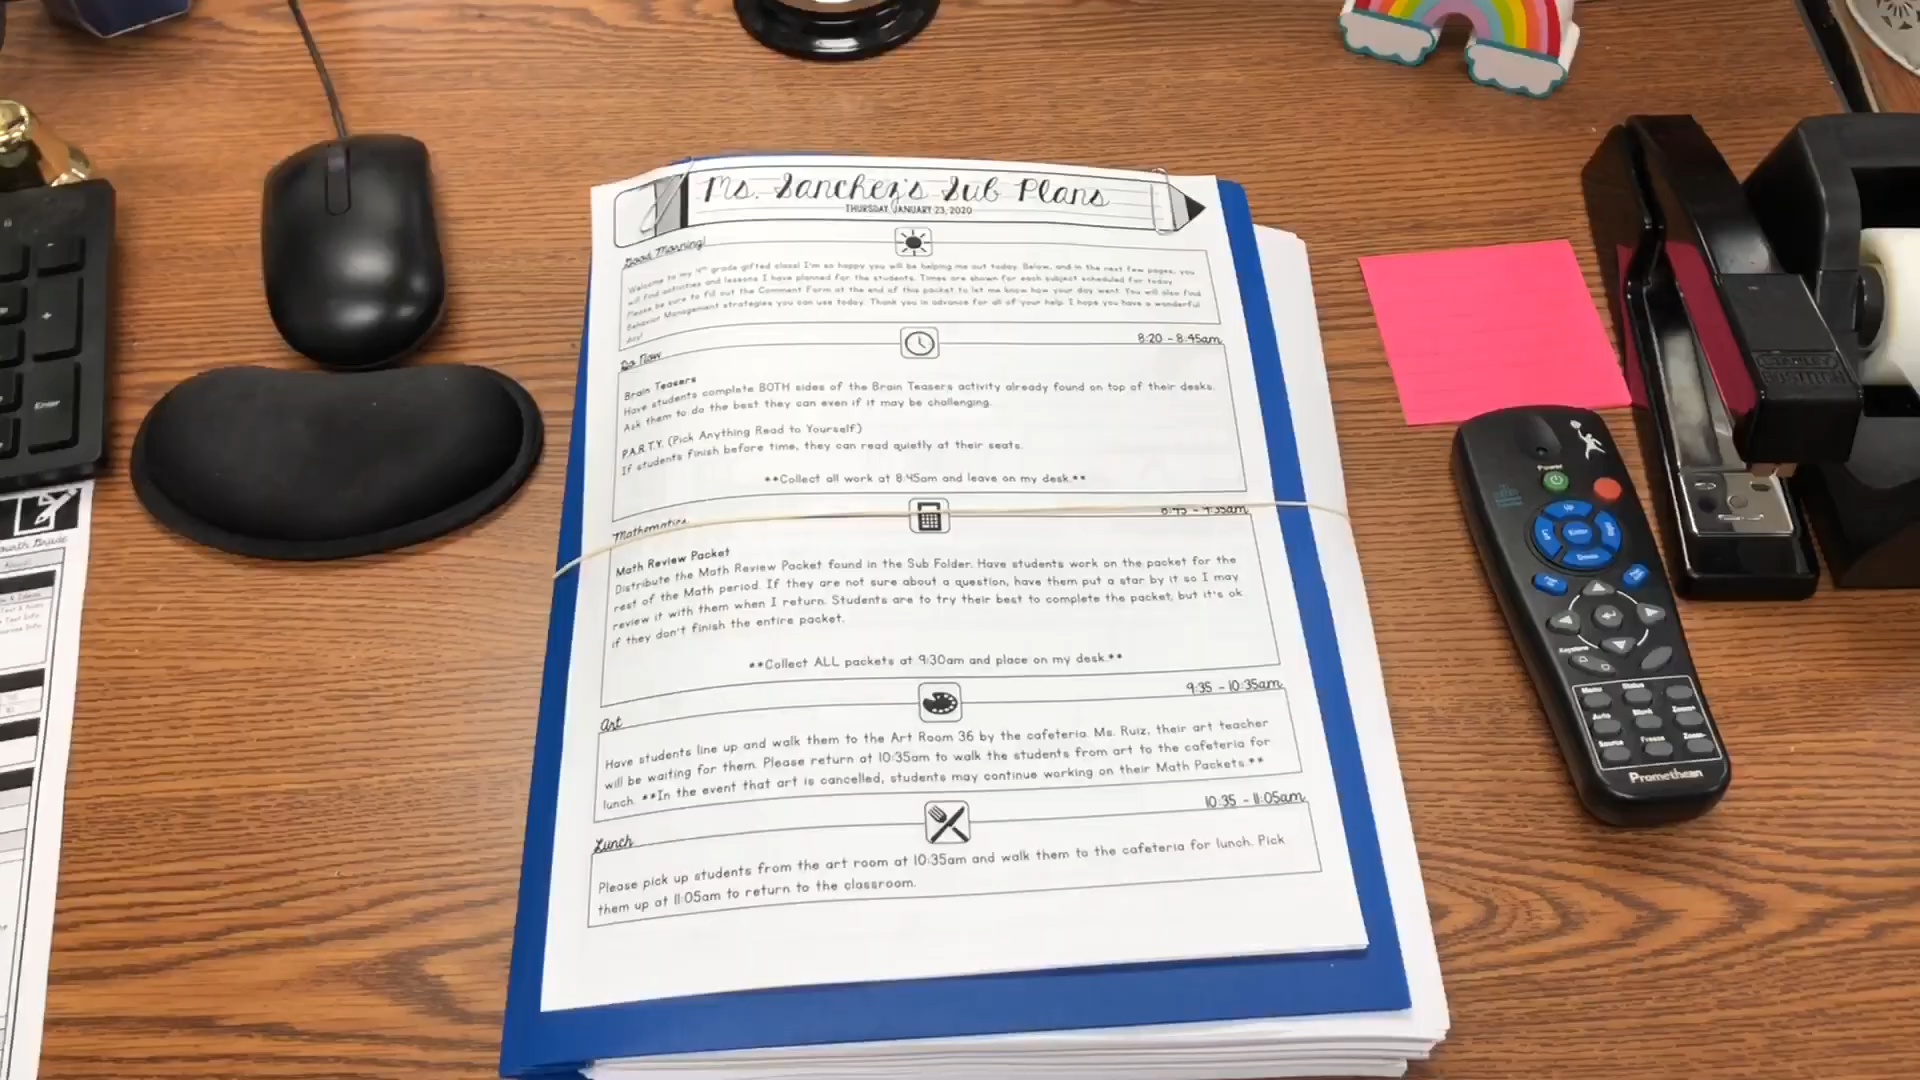 Ms. Sanchez's Sub Plans
THURSDAY, JANUARY 23, 2020
Good Morning!
Welcome to my 4th grade gifted class! I'm so happy you will be helping me out today. Below, and in the next few pages, you
will find activities and lessons I have planned for the students. Times are shown for each subject scheduled for today.
Please be sure to fill out the Comment Form at the end of this packet to let me know how your day went. You will also find
Behavior Management strategies you can use today. Thank you in advance for all of your help. I hope you have a wonderful
day!
Do Now
8:20 - 8:45am
Brain Teasers
Have students complete BOTH sides of the Brain Teasers activity already found on top of their desks.
Ask them to do the best they can even if it may be challenging.
P.A.R.T.Y. (Pick Anything Read to Yourself)
If students finish before time, they can read quietly at their seats.
**Collect all work at 8:45am and leave on my desk.**
Mathematics
8:45 - 9:35am
Math Review Packet
Distribute the Math Review Packet found in the Sub Folder. Have students work on the packet for the
rest of the Math period. If they are not sure about a question, have them put a star by it so I may
review it with them when I return. Students are to try their best to complete the packet, but it's ok
if they don't finish the entire packet.
**Collect ALL packets at 9:30am and place on my desk.**
Art
9:35 - 10:35am
Have students line up and walk them to the Art Room 36 by the cafeteria. Ms. Ruiz, their art teacher
will be waiting for them. Please return at 10:35am to walk the students from art to the cafeteria for
lunch. **In the event that art is cancelled, students may continue working on their Math Packets.**
Lunch
10:35 - 11:05am
Please pick up students from the art room at 10:35am and walk them to the cafeteria for lunch. Pick
them up at 11:05am to return to the classroom.
Enter
STANLEY
BOSTITCH
Power
Up
Left
Enter
Down
Keystone
Menu Status
Auto Blank Zoom+
Source Freeze Zoom-
Promethean